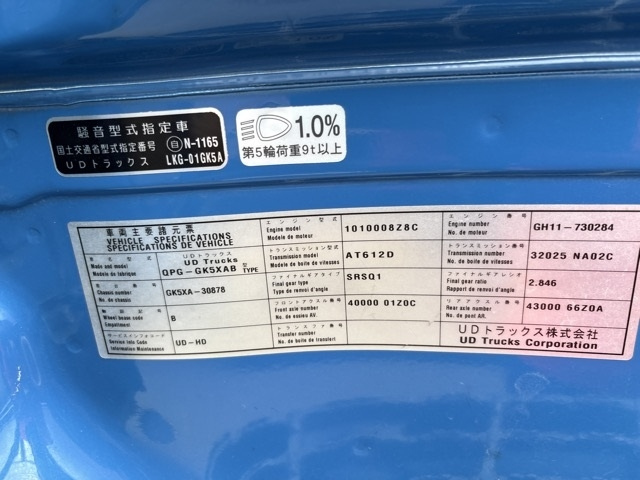 騒音型式指定車
国土交通省型式指定番号 自 N-1165
UDトラックス LKG-01GK5A
1.0%
第5輪荷重9t以上
車両主要諸元票
VEHICLE SPECIFICATIONS
SPECIFICATIONS DE VEHICLE
UDトラックス
Make and model UD Trucks
Modele de fabrique QPG-GK5XAB 型 TYPE
No. chassis GK5XA-30878
No. de chassis
Wheel bease code B
Empattement
サービスインフォコード
Service Info Code UD-HD
Information Maintenance
エンジン型式
Engine model 1010008Z8C
Modele de moteur
トランスミッション型式
Transmission model AT612D
Modele de boite de vitesses
ファイナルギアタイプ
Final gear type SRSQ1
Type de renvoi d'angle
フロントアクスル番号
Front axle number 40000 01Z0C
No. de essieu AV.
トランスファ番号
Transfer number
No. de boite de transfert
エンジン番号
Engine number GH11-730284
No. de moteur
トランスミッション番号
Transmission number 32025 NA02C
No. de boite de vitesses
ファイナルギアレシオ
Final gear ratio 2.846
Rapport de renvoi d'angle
リアアクスル番号
Rear axle number 43000 66Z0A
No. de pont AR.
UDトラックス株式会社
UD Trucks Corporation